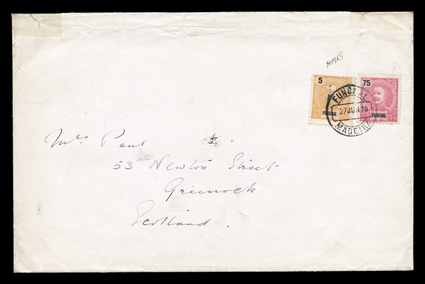 5 75
FUNCHAL FUNCHAL
FUNCHAL
MADEIRA
Mrs Paul
53 Newton Street
Greenock
Scotland.